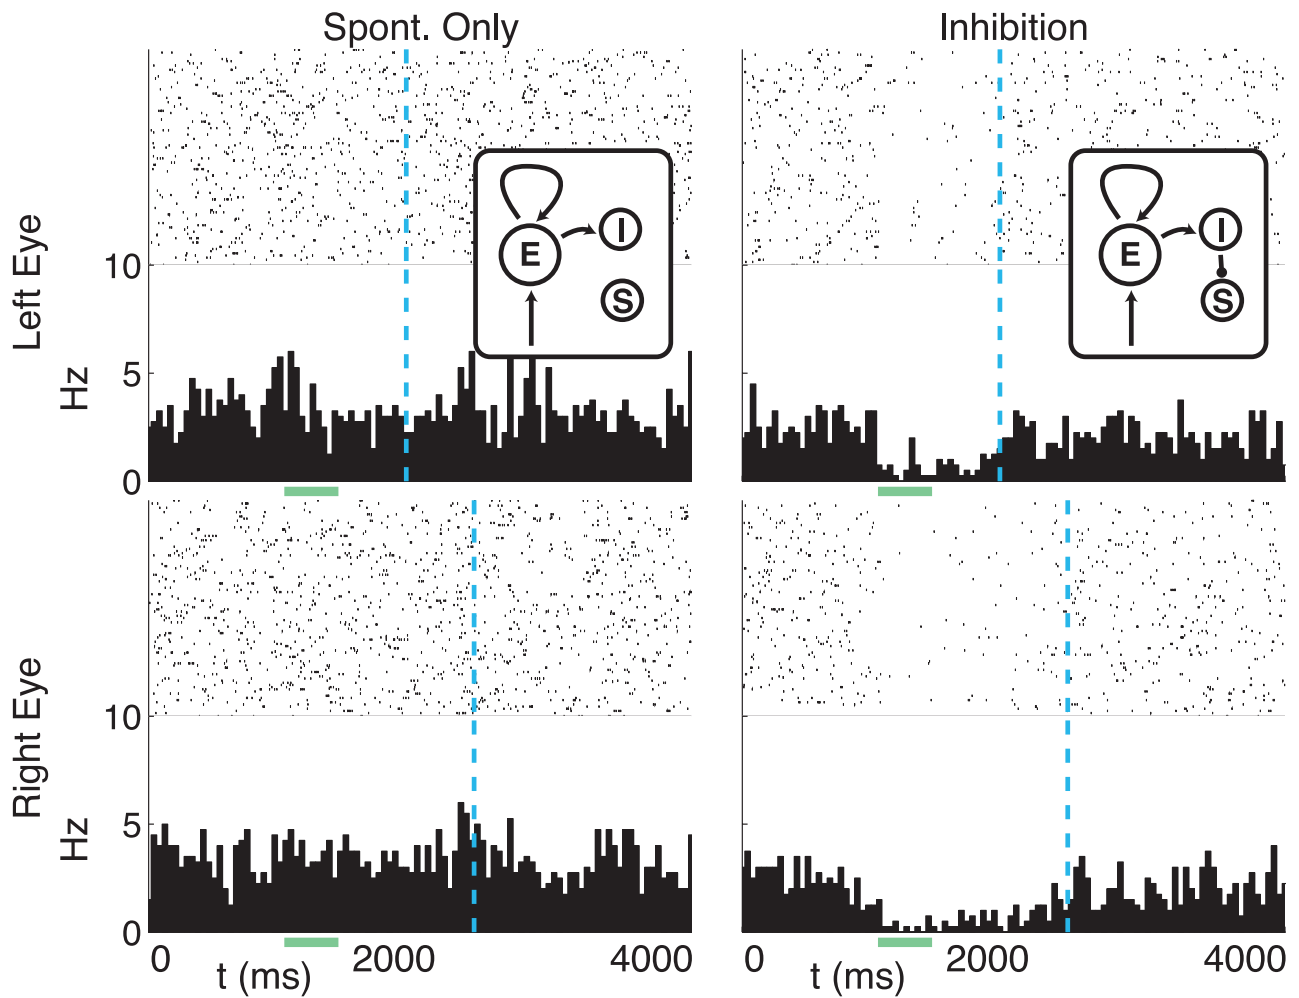 Spont. Only
Inhibition
Left Eye
10
5
0
Hz
E
I
S
E
I
S
Right Eye
10
5
0
Hz
0
2000
4000
t (ms)
0
2000
4000
t (ms)